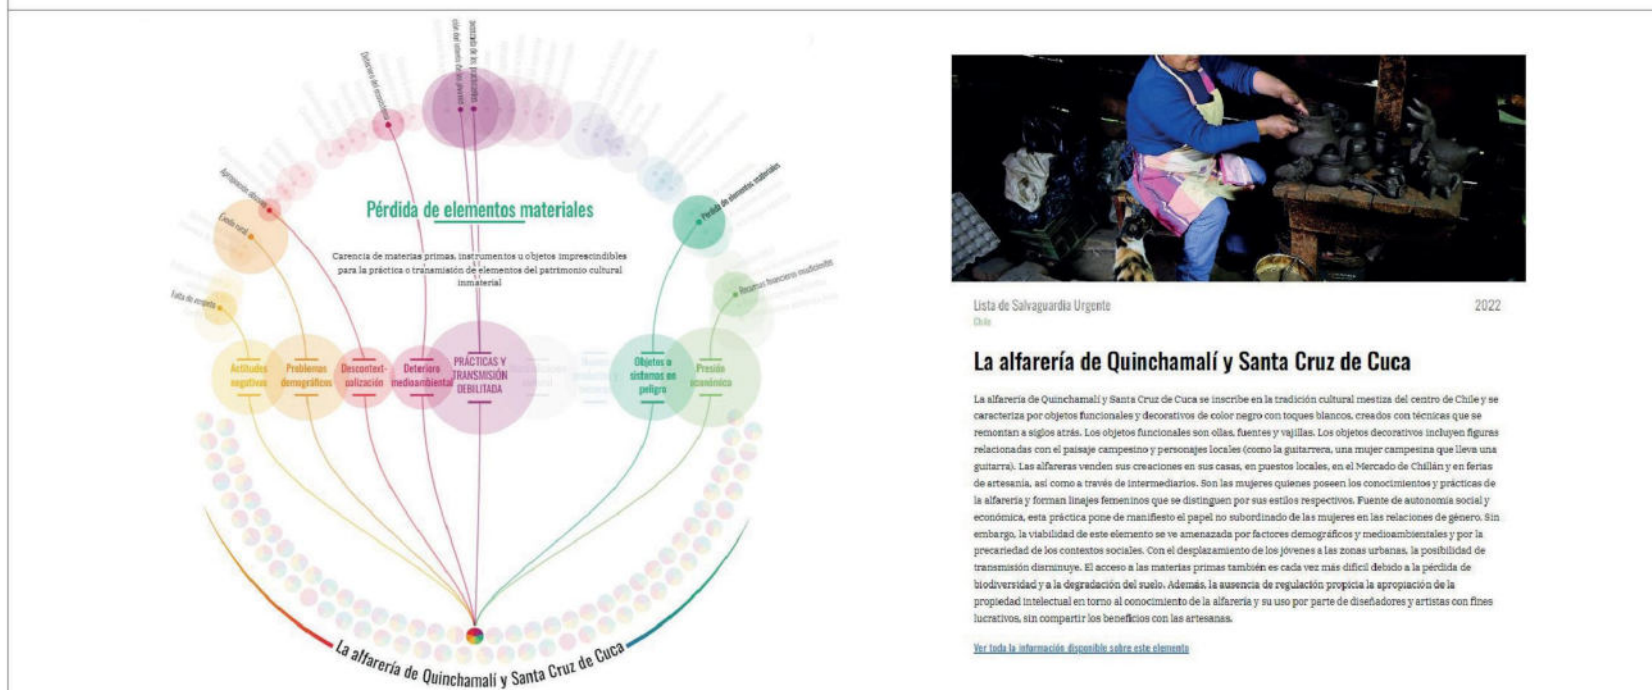 Deterioro del ecosistema
Apropiación abusiva
Éxodo rural
Falta de respeto
Pérdida de elementos materiales
Recursos financieros insuficientes
Pérdida de elementos materiales
Carencia de materias primas, instrumentos u objetos imprescindibles
para la práctica o transmisión de elementos del patrimonio cultural
inmaterial
Actitudes
negativas
Problemas
demográficos
Descontext-
ualización
Deterioro
medioambiental
PRÁCTICAS Y
TRANSMISIÓN
DEBILITADA
Objetos o
sistemas en
peligro
Presión
económica
La alfarería de Quinchamalí y Santa Cruz de Cuca
Lista de Salvaguardia Urgente
2022
Chile
La alfarería de Quinchamalí y Santa Cruz de Cuca
La alfarería de Quinchamalí y Santa Cruz de Cuca se inscribe en la tradición cultural mestiza del centro de Chile y se
caracteriza por objetos funcionales y decorativos de color negro con toques blancos, creados con técnicas que se
remontan a siglos atrás. Los objetos funcionales son ollas, fuentes y vajillas. Los objetos decorativos incluyen figuras
relacionadas con el paisaje campesino y personajes locales (como la guitarrera, una mujer campesina que lleva una
guitarra). Las alfareras venden sus creaciones en sus casas, en puestos locales, en el Mercado de Chillán y en ferias
de artesanía, así como a través de intermediarios. Son las mujeres quienes poseen los conocimientos y prácticas de
la alfarería y forman linajes femeninos que se distinguen por sus estilos respectivos. Fuente de autonomía social y
económica, esta práctica pone de manifiesto el papel no subordinado de las mujeres en las relaciones de género. Sin
embargo, la viabilidad de este elemento se ve amenazada por factores demográficos y medioambientales y por la
precariedad de los contextos sociales. Con el desplazamiento de los jóvenes a las zonas urbanas, la posibilidad de
transmisión disminuye. El acceso a las materias primas también es cada vez más difícil debido a la pérdida de
biodiversidad y a la degradación del suelo. Además, la ausencia de regulación propicia la apropiación de la
propiedad intelectual en torno al conocimiento de la alfarería y su uso por parte de diseñadores y artistas con fines
lucrativos, sin compartir los beneficios con las artesanas.
Ver toda la información disponible sobre este elemento